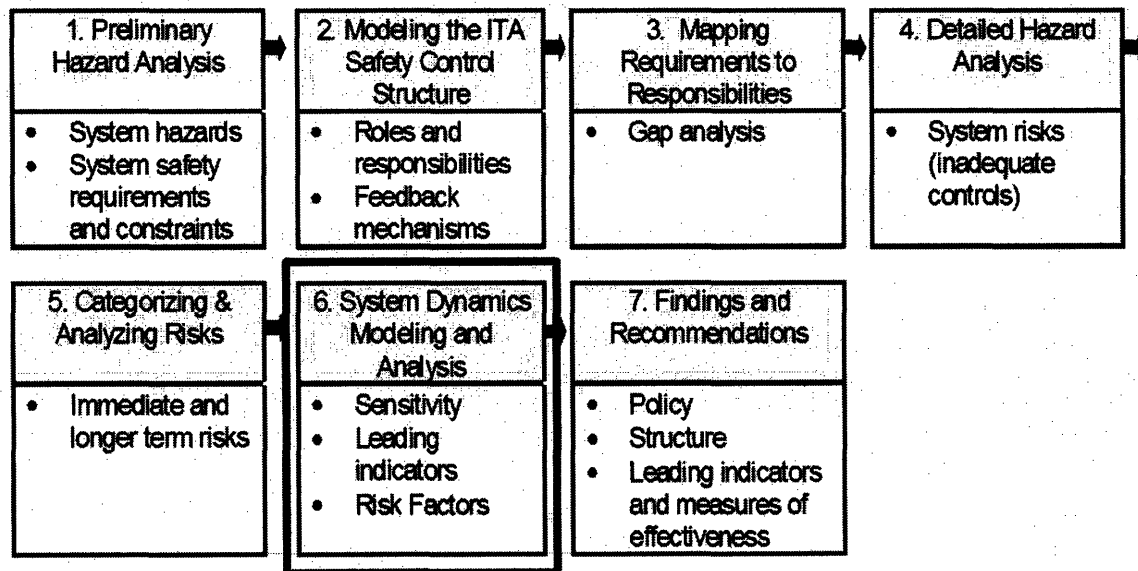 1. Preliminary
Hazard Analysis
• System hazards
• System safety
requirements
and constraints
2. Modeling the ITA
Safety Control
Structure
• Roles and
responsibilities
• Feedback
mechanisms
3. Mapping
Requirements to
Responsibilities
• Gap analysis
4. Detailed Hazard
Analysis
• System risks
(inadequate
controls)
5. Categorizing &
Analyzing Risks
• Immediate and
longer term risks
6. System Dynamics
Modeling and
Analysis
• Sensitivity
• Leading
indicators
• Risk Factors
7. Findings and
Recommendations
• Policy
• Structure
• Leading indicators
and measures of
effectiveness